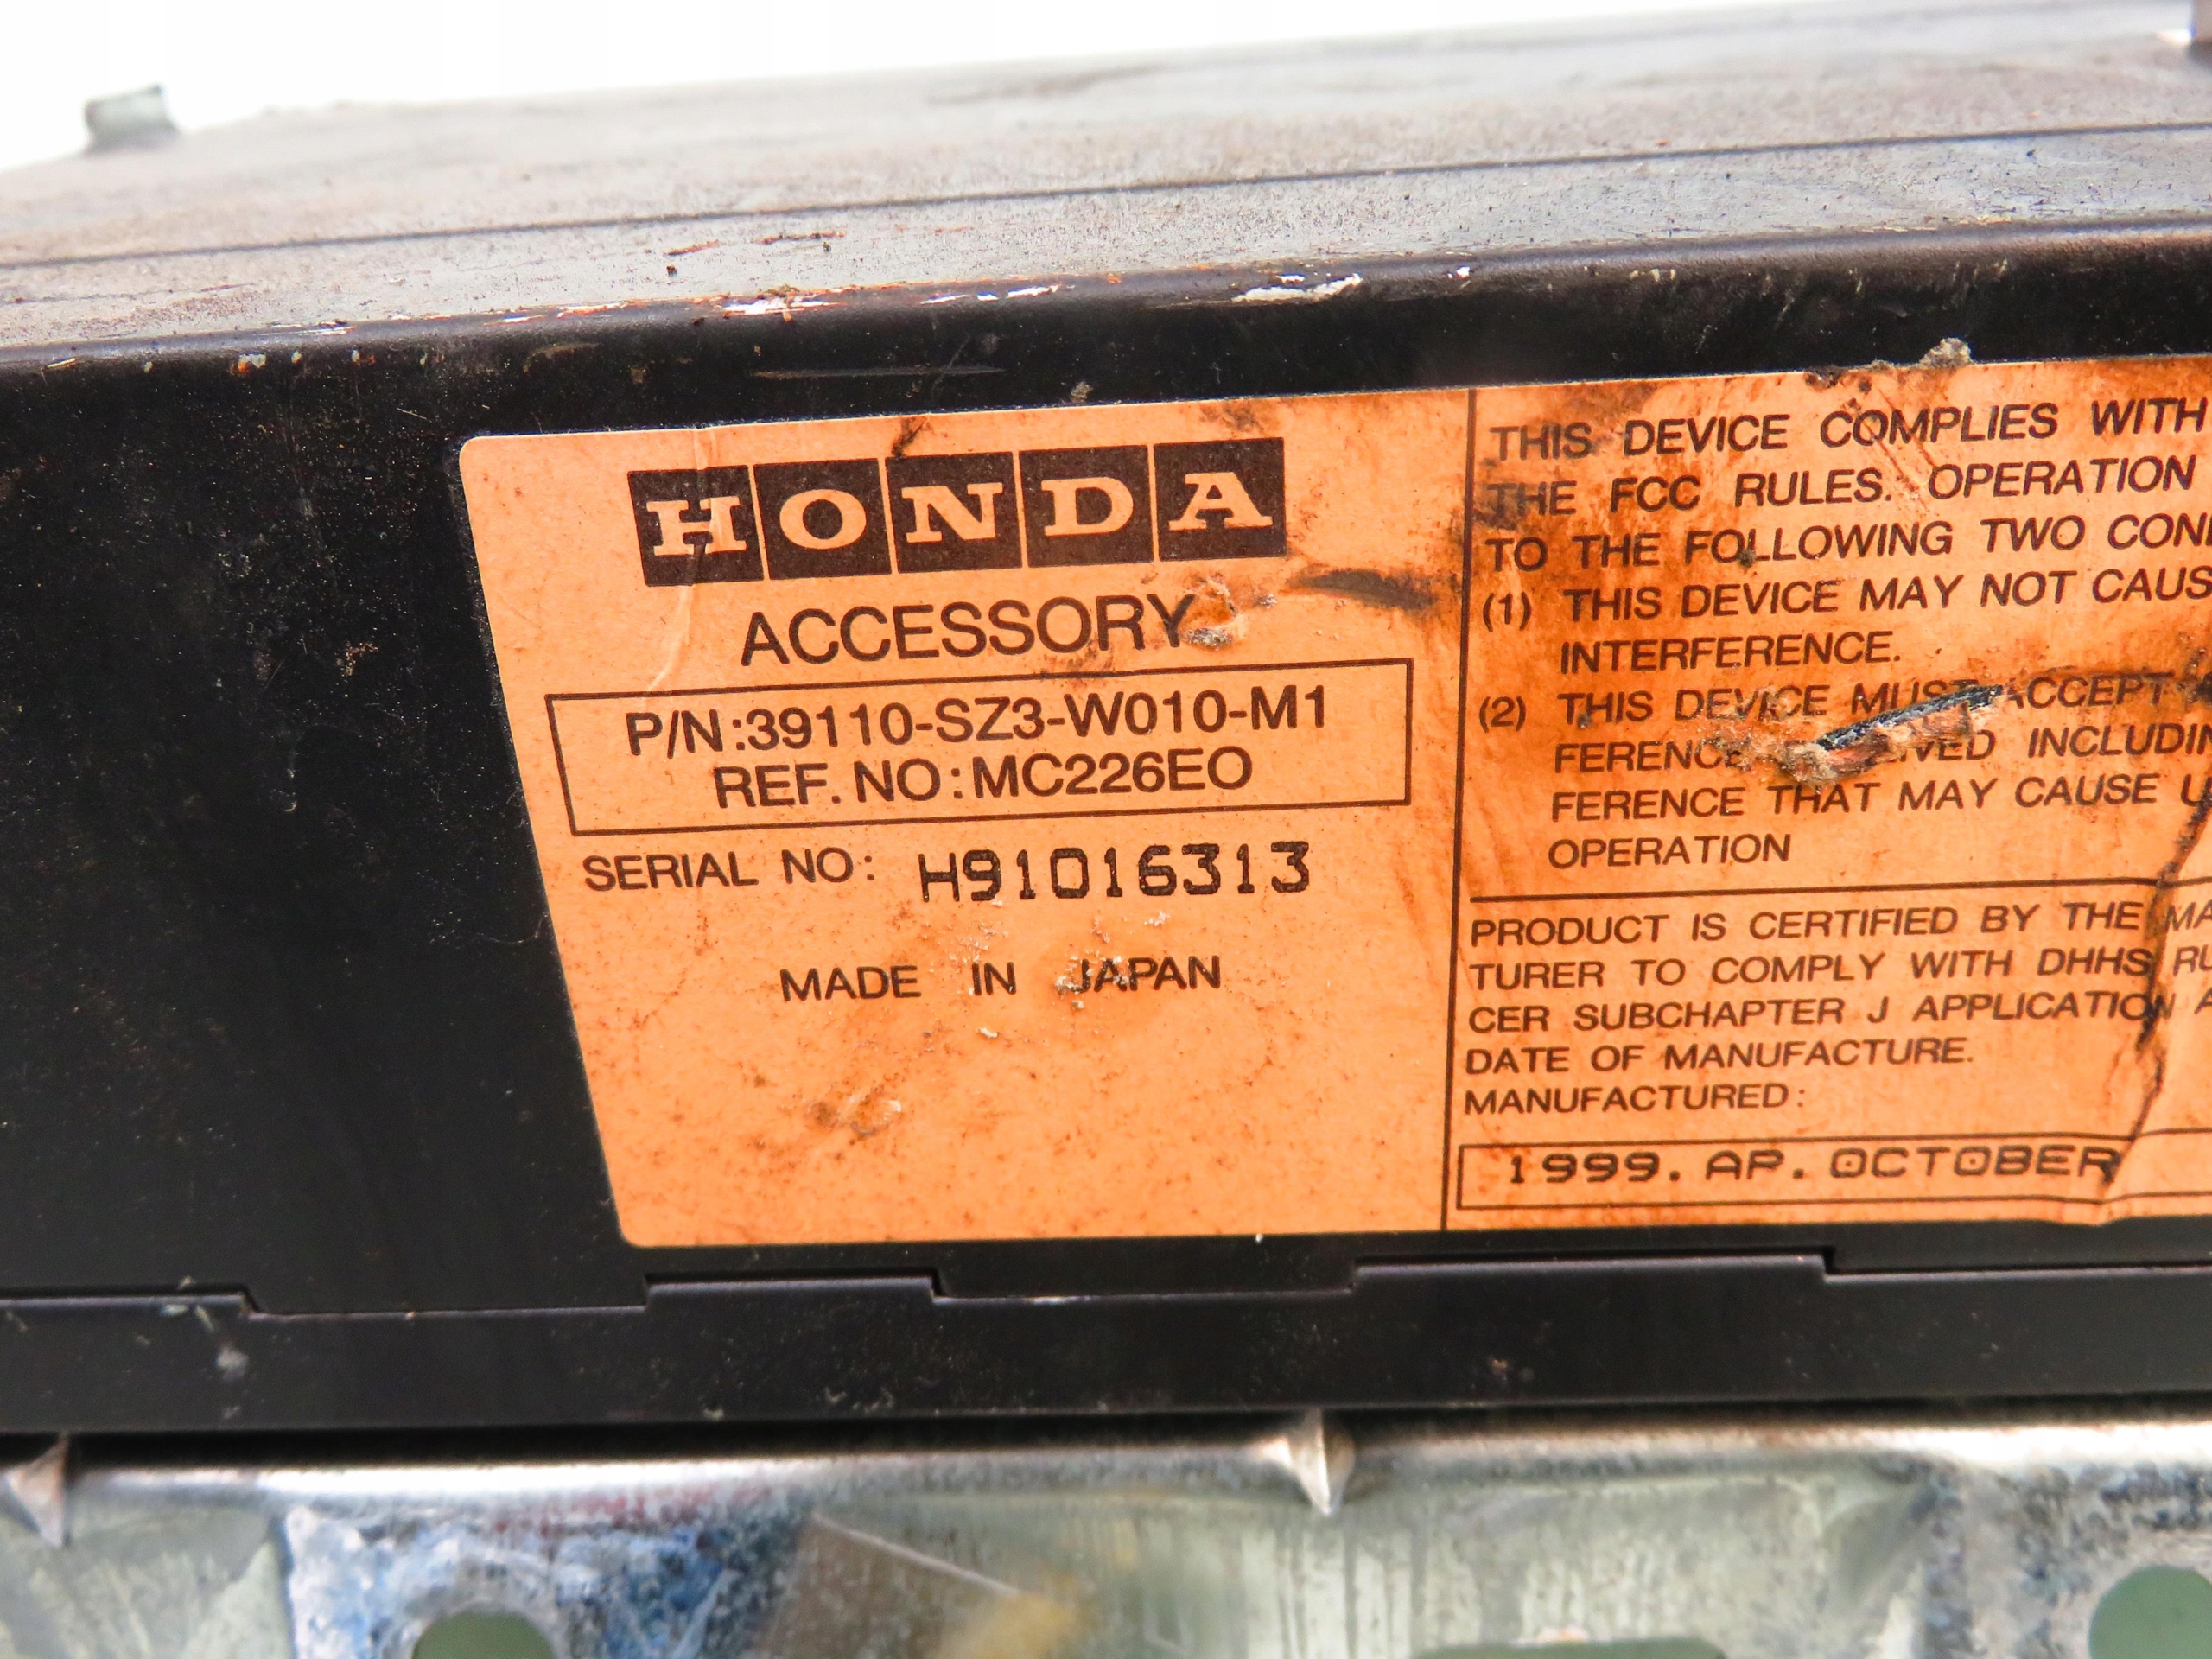 HONDA
ACCESSORY
P/N:39110-SZ3-W010-M1
REF. NO:MC226EO
SERIAL NO: H91016313
MADE IN JAPAN
THIS DEVICE COMPLIES WITH
THE FCC RULES. OPERATION
TO THE FOLLOWING TWO
(1) THIS DEVICE MAY NOT
INTERFERENCE.
(2) THIS DEVICE MUST ACCEPT
INCLUDING
FERENCE THAT MAY CAUSE
OPERATION
PRODUCT IS CERTIFIED BY THE
TURER TO COMPLY WITH DHHS
CER SUBCHAPTER J APPLICATION
DATE OF MANUFACTURE.
MANUFACTURED:
1999. AP. OCTOBER